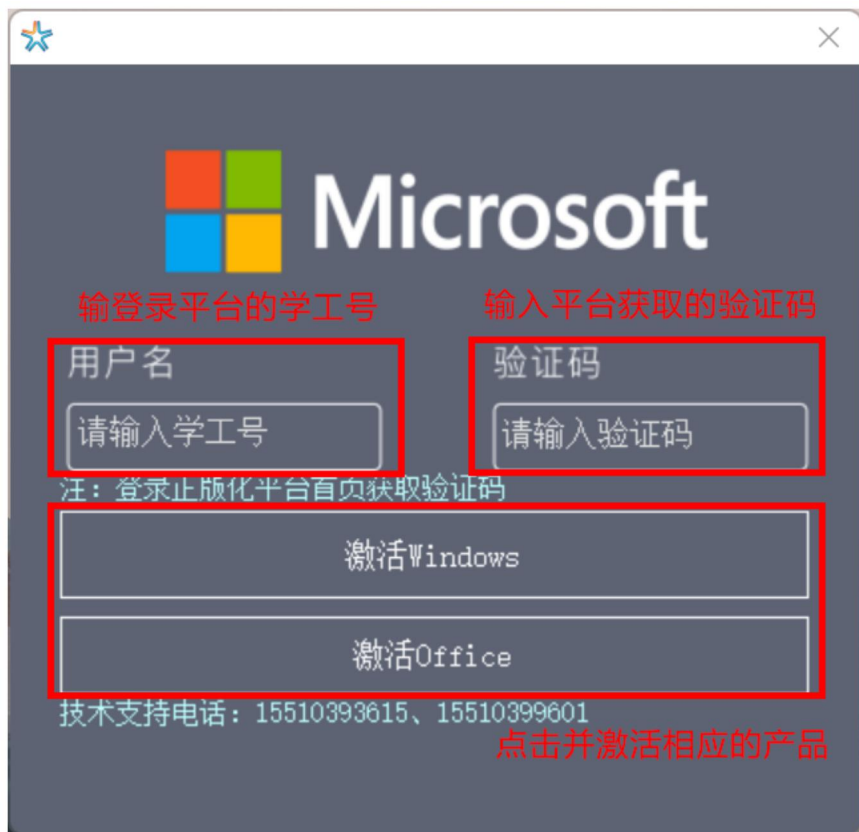 Microsoft
输登录平台的学工号
输入平台获取的验证码
用户名
验证码
请输入学工号
请输入验证码
注：登录正版化平台首页获取验证码
激活Windows
激活Office
技术支持电话：15510393615、15510399601
点击并激活相应的产品